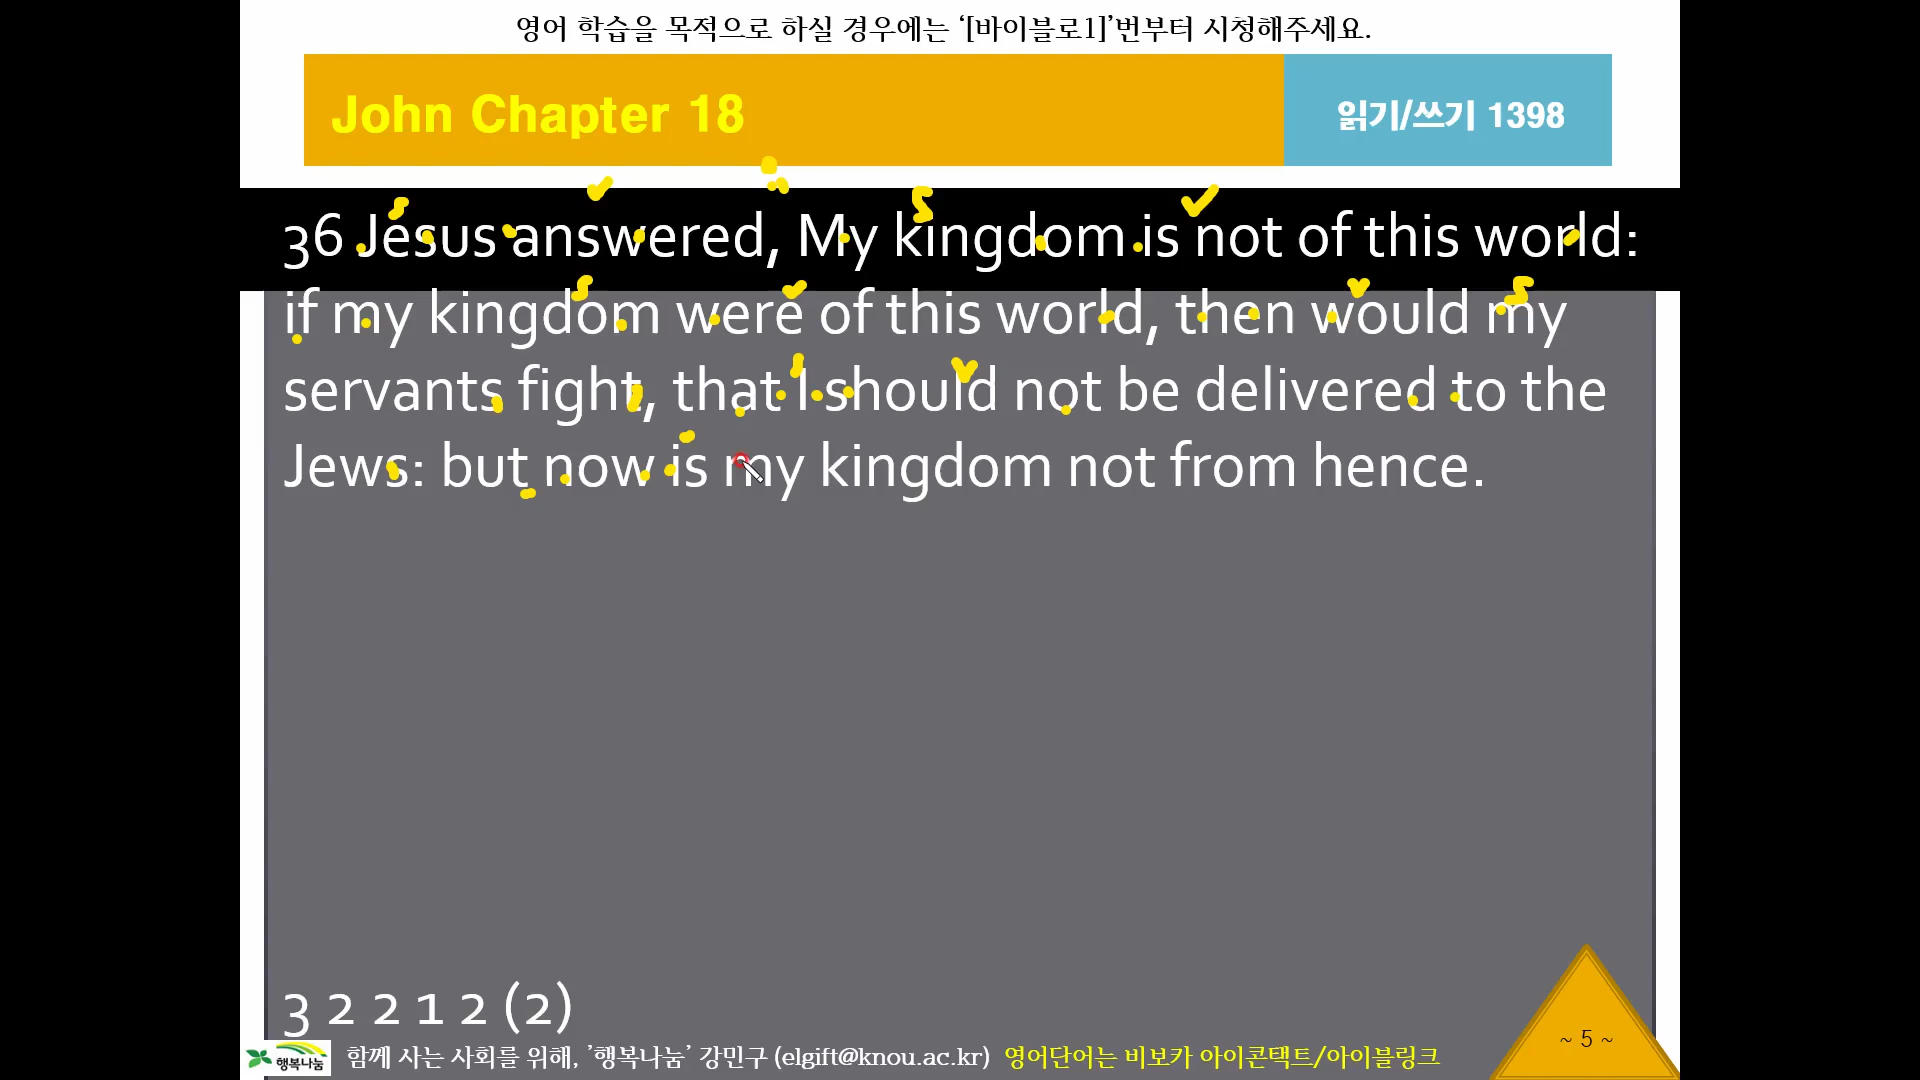 영어 학습을 목적으로 하실 경우에는 ‘[바이블로1]’번부터 시청해주세요.
John Chapter 18
읽기/쓰기 1398
36 Jesus answered, My kingdom is not of this world:
if my kingdom were of this world, then would my
servants fight, that I should not be delivered to the
Jews: but now is my kingdom not from hence.
3 2 2 1 2 (2)
~ 5 ~
행복나눔 함께 사는 사회를 위해, ’행복나눔’ 강민구 (elgift@knou.ac.kr) 영어단어는 비보카 아이콘택트/아이블링크